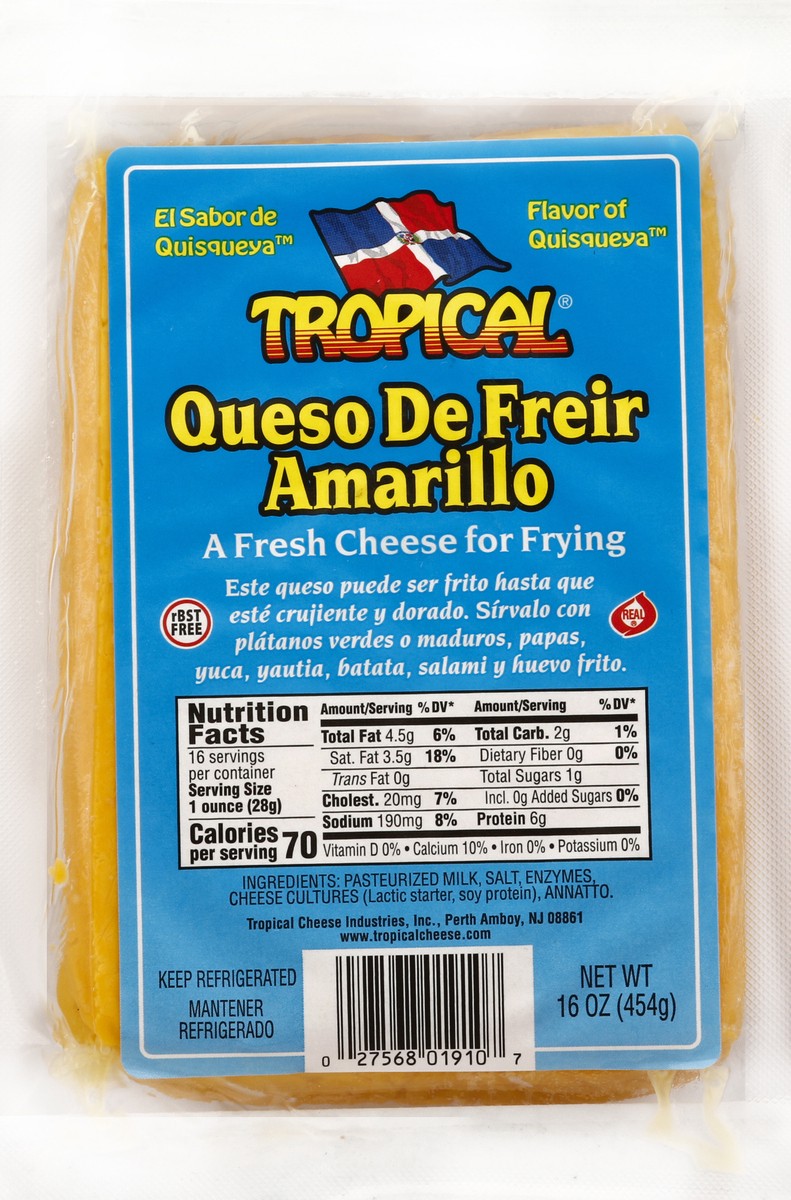 El Sabor de
Quisqueya™
Flavor of
Quisqueya™
TROPICAL®
Queso De Freir
Amarillo
A Fresh Cheese for Frying
Este queso puede ser frito hasta que
esté crujiente y dorado. Sírvalo con
plátanos verdes o maduros, papas,
yuca, yautia, batata, salami y huevo frito.
rBST
FREE
REAL
®
Nutrition
Facts
16 servings
per container
Serving Size
1 ounce (28g)
Calories
per serving 70
Amount/Serving % DV*
Total Fat 4.5g 6%
Sat. Fat 3.5g 18%
Trans Fat 0g
Cholest. 20mg 7%
Sodium 190mg 8%
Amount/Serving % DV*
Total Carb. 2g 1%
Dietary Fiber 0g 0%
Total Sugars 1g
Incl. 0g Added Sugars 0%
Protein 6g
Vitamin D 0% • Calcium 10% • Iron 0% • Potassium 0%
INGREDIENTS: PASTEURIZED MILK, SALT, ENZYMES,
CHEESE CULTURES (Lactic starter, soy protein), ANNATTO.
Tropical Cheese Industries, Inc., Perth Amboy, NJ 08861
www.tropicalcheese.com
KEEP REFRIGERATED
MANTENER
REFRIGERADO
0 27568 01910 7
NET WT
16 OZ (454g)